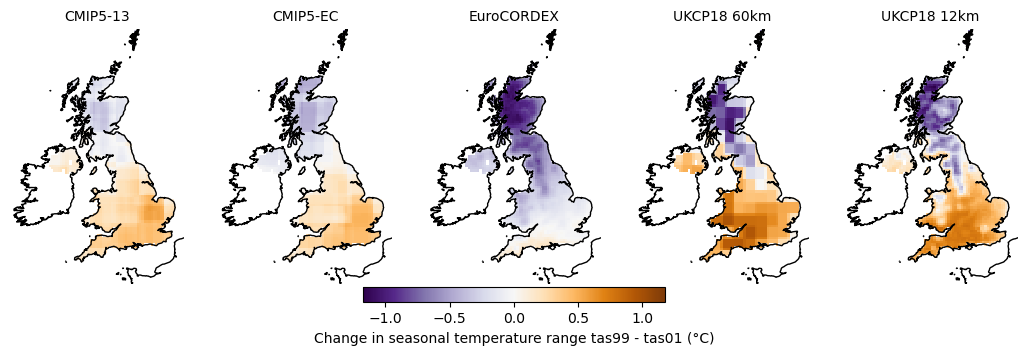 CMIP5-13 CMIP5-EC EuroCORDEX UKCP18 60km UKCP18 12km
−1.0 −0.5 0.0 0.5 1.0
Change in seasonal temperature range tas99 - tas01 (°C)